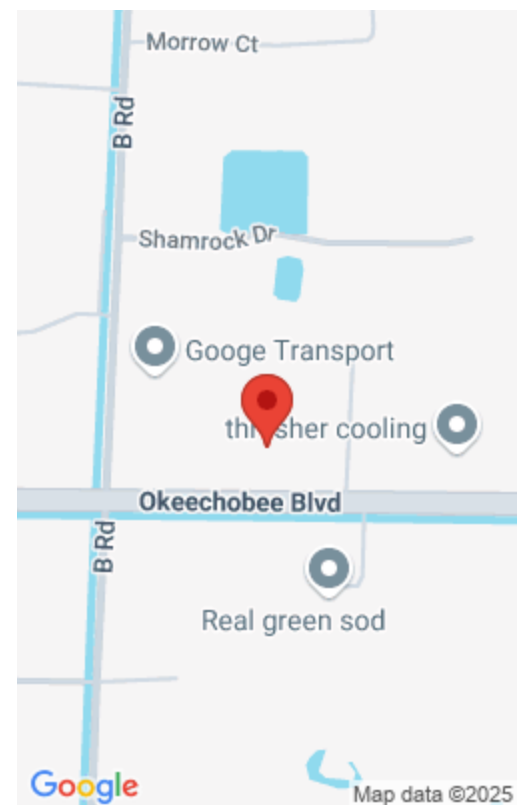 Morrow Ct
B Rd
Shamrock Dr
Googe Transport
cooling
Okeechobee Blvd
B Rd
Real green sod
Google
Map data ©2025